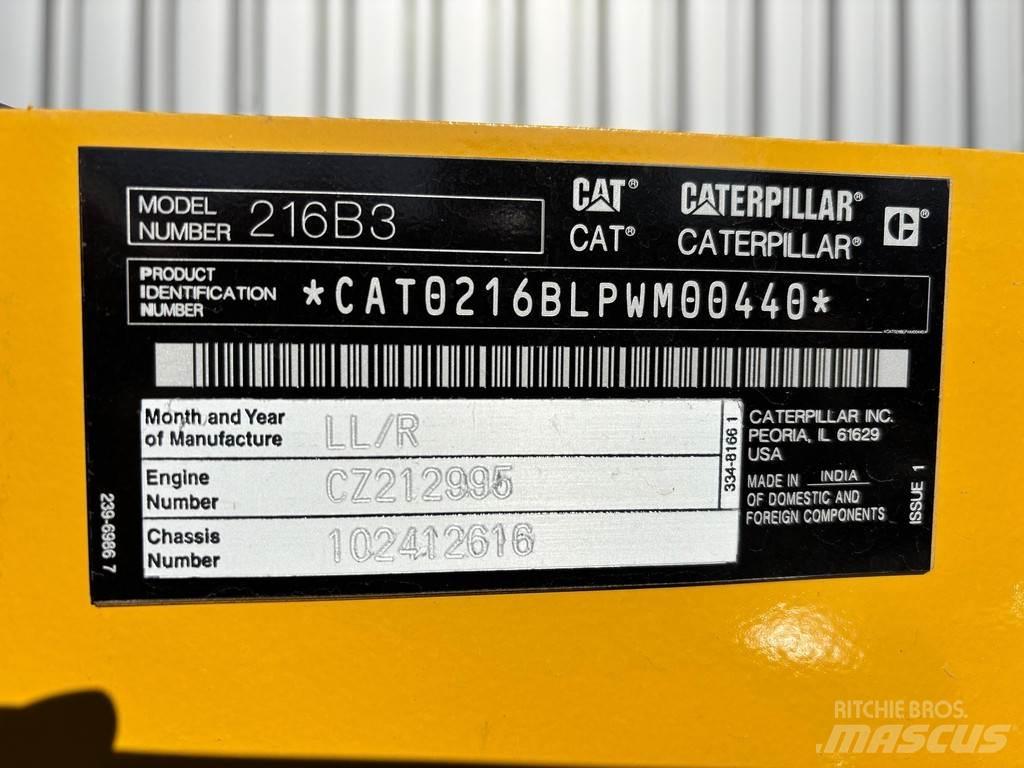 MODEL
NUMBER 216B3
CAT® CATERPILLAR®
CAT® CATERPILLAR®
C®
PRODUCT
IDENTIFICATION
NUMBER
*CAT0216BLPWM00440*
*CAT0216BLPWM00440*
Month and Year
of Manufacture LL/R
Engine
Number CZ212995
Chassis
Number 102412616
334-8166 1
239-6986 7
CATERPILLAR INC.
PEORIA, IL 61629
USA
MADE IN INDIA
OF DOMESTIC AND
FOREIGN COMPONENTS
ISSUE 1
RITCHIE BROS.
MASCUS